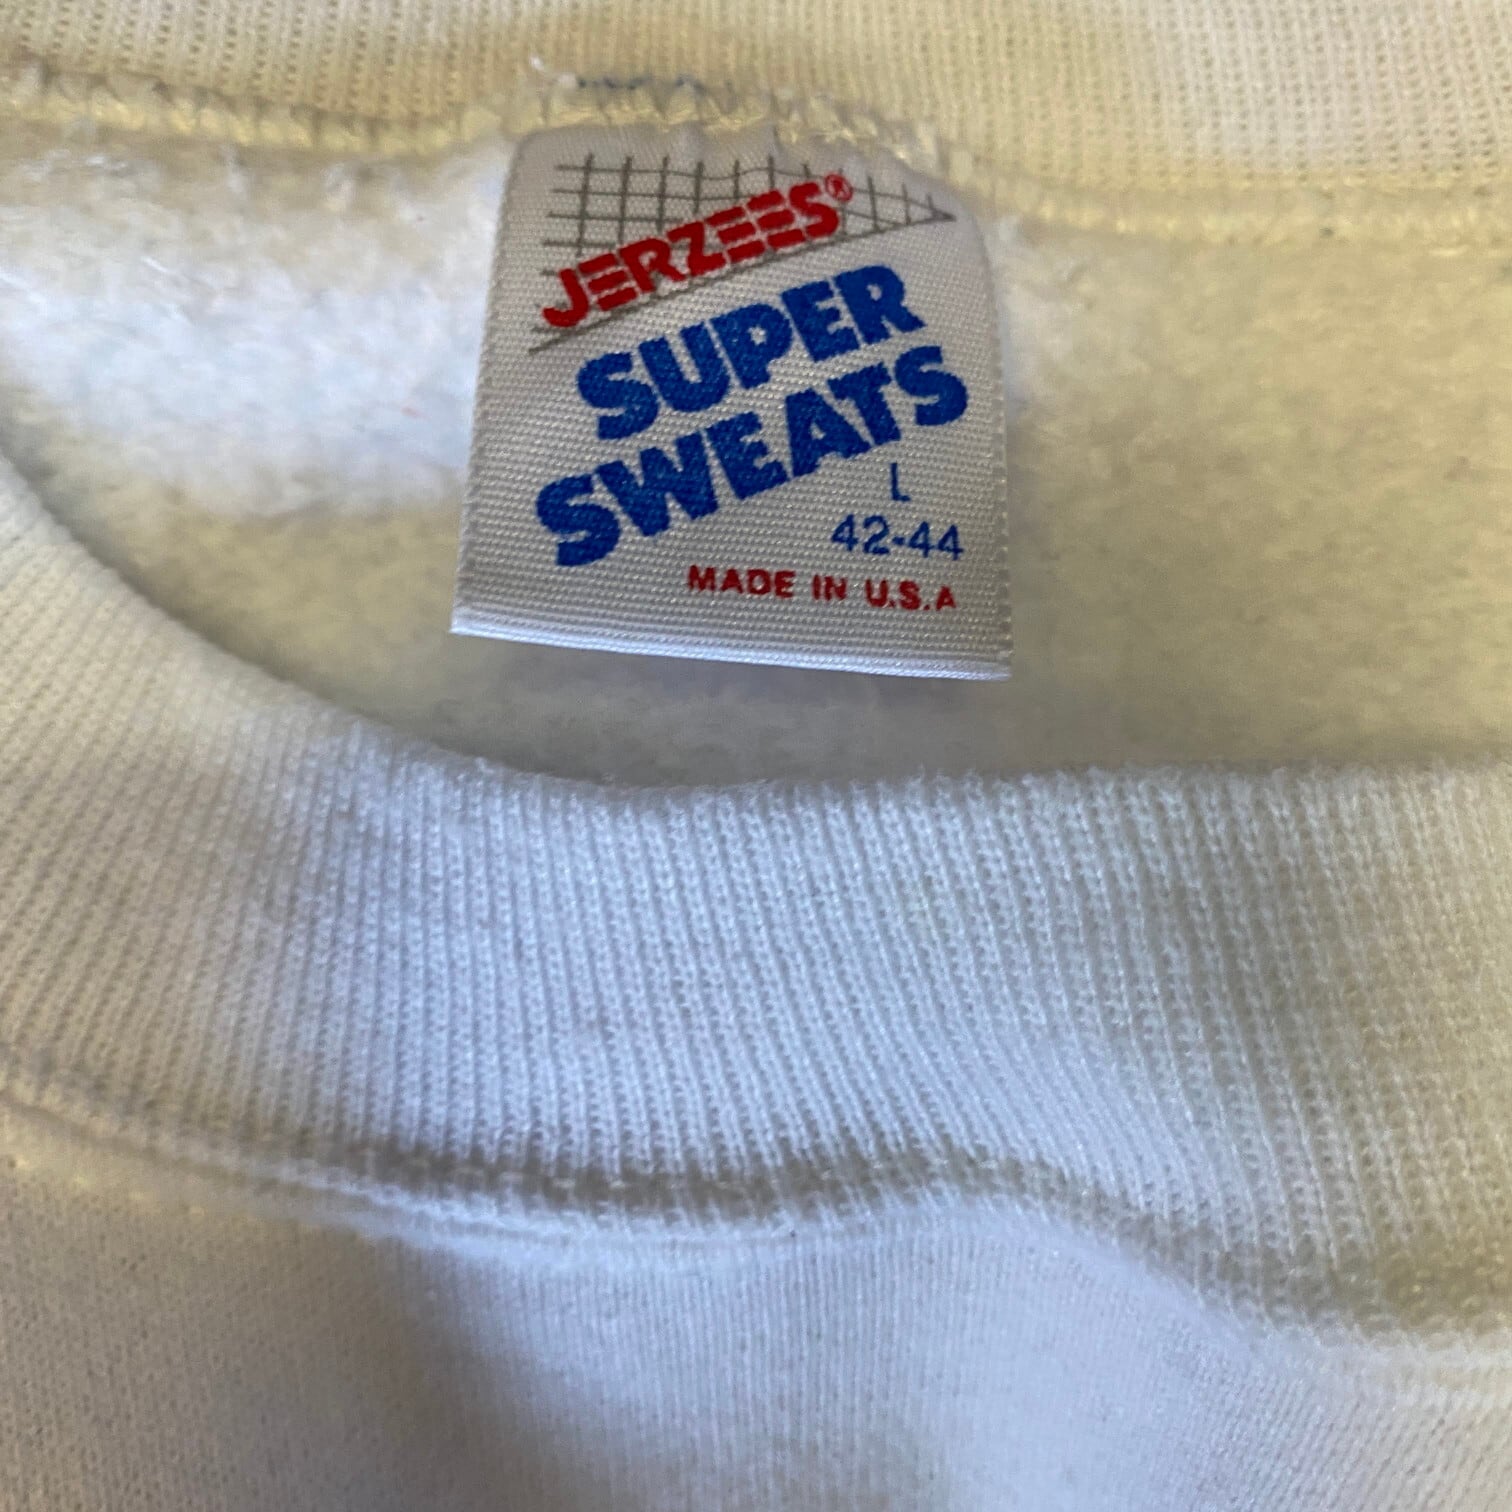 JERZEES®
SUPER
SWEATS
L
42-44
MADE IN U.S.A